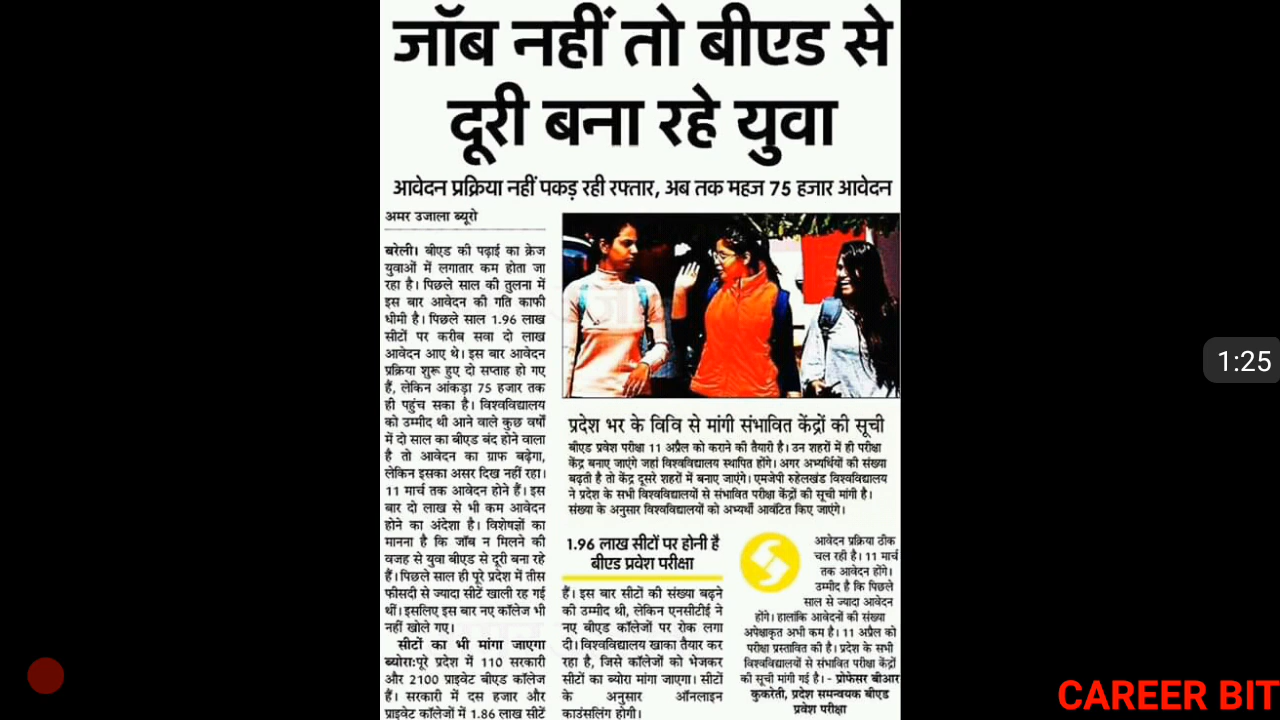 जॉब नहीं तो बीएड से
दूरी बना रहे युवा
आवेदन प्रक्रिया नहीं पकड़ रही रफ्तार, अब तक महज 75 हजार आवेदन
अमर उजाला ब्यूरो
बरेली। बीएड की पढ़ाई का क्रेज
युवाओं में लगातार कम होता जा
रहा है। पिछले साल की तुलना में
इस बार आवेदन की गति काफी
धीमी है। पिछले साल 1.96 लाख
सीटों पर करीब सवा दो लाख
आवेदन आए थे। इस बार आवेदन
प्रक्रिया शुरू हुए दो सप्ताह हो गए
हैं, लेकिन आंकड़ा 75 हजार तक
ही पहुंच सका है। विश्वविद्यालय
को उम्मीद थी आने वाले कुछ वर्षों
में दो साल का बीएड बंद होने वाला
है तो आवेदन का ग्राफ बढ़ेगा,
लेकिन इसका असर दिख नहीं रहा।
11 मार्च तक आवेदन होने हैं। इस
बार दो लाख से भी कम आवेदन
होने का अंदेशा है। विशेषज्ञों का
मानना है कि जॉब न मिलने की
वजह से युवा बीएड से दूरी बना रहे
हैं। पिछले साल ही पूरे प्रदेश में तीस
फीसदी से ज्यादा सीटें खाली रह गई
थीं। इसलिए इस बार नए कॉलेज भी
नहीं खोले गए।
सीटों का भी मांगा जाएगा
ब्योरा:पूरे प्रदेश में 110 सरकारी
और 2100 प्राइवेट बीएड कॉलेज
हैं। सरकारी में दस हजार और
प्राइवेट कॉलेजों में 1.86 लाख सीटें
प्रदेश भर के विवि से मांगी संभावित केंद्रों की सूची
बीएड प्रवेश परीक्षा 11 अप्रैल को कराने की तैयारी है। उन शहरों में ही परीक्षा
केंद्र बनाए जाएंगे जहां विश्वविद्यालय स्थापित होंगे। अगर अभ्यर्थियों की संख्या
बढ़ती है तो केंद्र दूसरे शहरों में बनाए जाएंगे। एमजेपी रुहेलखंड विश्वविद्यालय
ने प्रदेश के सभी विश्वविद्यालयों से संभावित परीक्षा केंद्रों की सूची मांगी है।
संख्या के अनुसार विश्वविद्यालयों को अभ्यर्थी आवंटित किए जाएंगे।
1.96 लाख सीटों पर होनी है
बीएड प्रवेश परीक्षा
हैं। इस बार सीटों की संख्या बढ़ने
की उम्मीद थी, लेकिन एनसीटीई ने
नए बीएड कॉलेजों पर रोक लगा
दी। विश्वविद्यालय खाका तैयार कर
रहा है, जिसे कॉलेजों को भेजकर
सीटों का ब्योरा मांगा जाएगा। सीटों
के अनुसार ऑनलाइन
काउंसलिंग होगी।
आवेदन प्रक्रिया ठीक
चल रही है। 11 मार्च
तक आवेदन होंगे।
उम्मीद है कि पिछले
साल से ज्यादा आवेदन
होंगे। हालांकि आवेदनों की संख्या
अपेक्षाकृत अभी कम है। 11 अप्रैल को
परीक्षा प्रस्तावित की है। प्रदेश के सभी
विश्वविद्यालयों से संभावित परीक्षा केंद्रों
की सूची मांगी गई है। - प्रोफेसर बीआर
कुकरेती, प्रदेश समन्वयक बीएड
प्रवेश परीक्षा
1:25
CAREER BIT